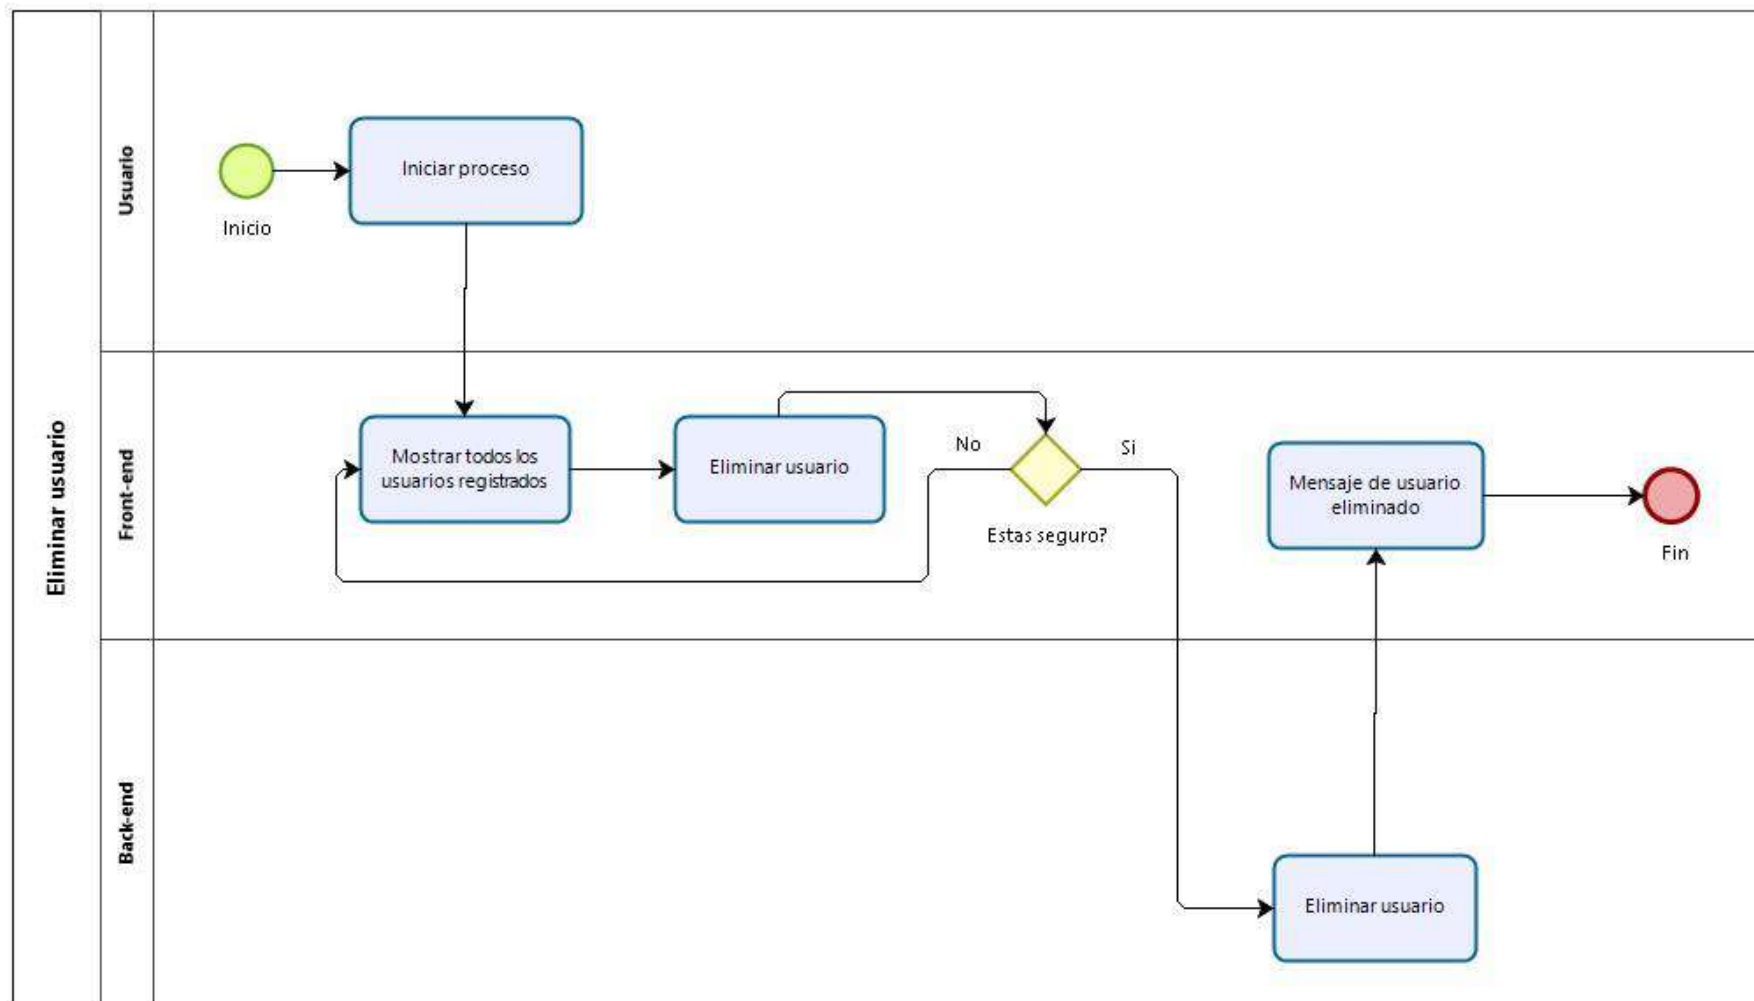 Eliminar usuario
Usuario
Inicio
Iniciar proceso
Front-end
Mostrar todos los
usuarios registrados
Eliminar usuario
No
Si
Estas seguro?
Mensaje de usuario
eliminado
Fin
Back-end
Eliminar usuario